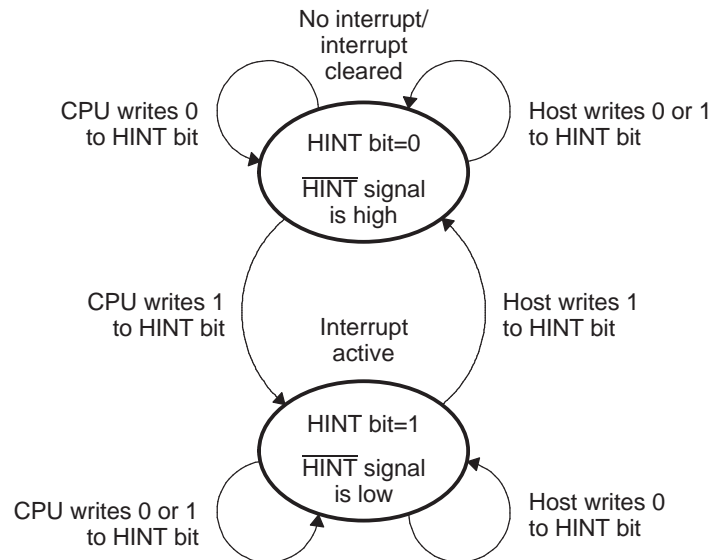 No interrupt/
interrupt
cleared
CPU writes 0
to HINT bit
Host writes 0 or 1
to HINT bit
HINT bit=0
HINT signal
is high
CPU writes 1
to HINT bit
Host writes 1
to HINT bit
Interrupt
active
HINT bit=1
HINT signal
is low
CPU writes 0 or 1
to HINT bit
Host writes 0
to HINT bit